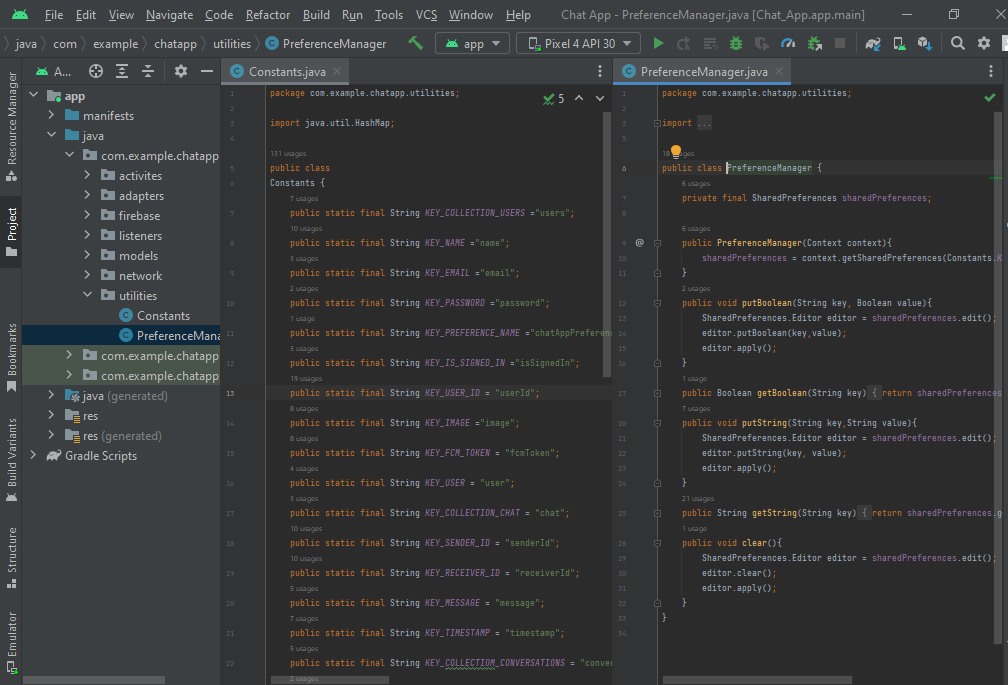 File Edit View Navigate Code Refactor Build Run Tools VCS Window Help Chat App - PreferenceManager.java [Chat_App.app.main]
java com example chatapp utilities PreferenceManager app Pixel 4 API 30
Resource Manager
Project
Bookmarks
Build Variants
Structure
Emulator
A...
app
manifests
java
com.example.chatapp
activites
adapters
firebase
listeners
models
network
utilities
Constants
PreferenceMana
com.example.chatapp
com.example.chatapp
java (generated)
res
res (generated)
Gradle Scripts
Constants.java
5
1 package com.example.chatapp.utilities;
2
3 import java.util.HashMap;
4
131 usages
5 public class
6 Constants {
7 usages
7 public static final String KEY_COLLECTION_USERS ="users";
10 usages
8 public static final String KEY_NAME ="name";
3 usages
9 public static final String KEY_EMAIL ="email";
2 usages
10 public static final String KEY_PASSWORD ="password";
1 usage
11 public static final String KEY_PREFERENCE_NAME ="chatAppPreferen
3 usages
12 public static final String KEY_IS_SIGNED_IN ="isSignedIn";
19 usages
13 public static final String KEY_USER_ID = "userId";
8 usages
14 public static final String KEY_IMAGE ="image";
8 usages
15 public static final String KEY_FCM_TOKEN = "fcmToken";
4 usages
16 public static final String KEY_USER = "user";
3 usages
17 public static final String KEY_COLLECTION_CHAT = "chat";
10 usages
18 public static final String KEY_SENDER_ID = "senderId";
10 usages
19 public static final String KEY_RECEIVER_ID = "receiverId";
5 usages
20 public static final String KEY_MESSAGE = "message";
7 usages
21 public static final String KEY_TIMESTAMP = "timestamp";
5 usages
22 public static final String KEY_COLLECTIOM_CONVERSATIONS = "conver
2 usages
PreferenceManager.java
1 package com.example.chatapp.utilities;
2
3 import ...
5
18 usages
6 public class PreferenceManager {
6 usages
7 private final SharedPreferences sharedPreferences;
8
6 usages
9 @ public PreferenceManager(Context context){
10 sharedPreferences = context.getSharedPreferences(Constants.K
11 }
2 usages
12 public void putBoolean(String key, Boolean value){
13 SharedPreferences.Editor editor = sharedPreferences.edit();
14 editor.putBoolean(key,value);
15 editor.apply();
16 }
1 usage
17 public Boolean getBoolean(String key) { return sharedPreferences
7 usages
20 public void putString(String key,String value){
21 SharedPreferences.Editor editor = sharedPreferences.edit();
22 editor.putString(key, value);
23 editor.apply();
24 }
21 usages
25 public String getString(String key) { return sharedPreferences.g
1 usage
28 public void clear(){
29 SharedPreferences.Editor editor = sharedPreferences.edit();
30 editor.clear();
31 editor.apply();
32 }
33 }
34